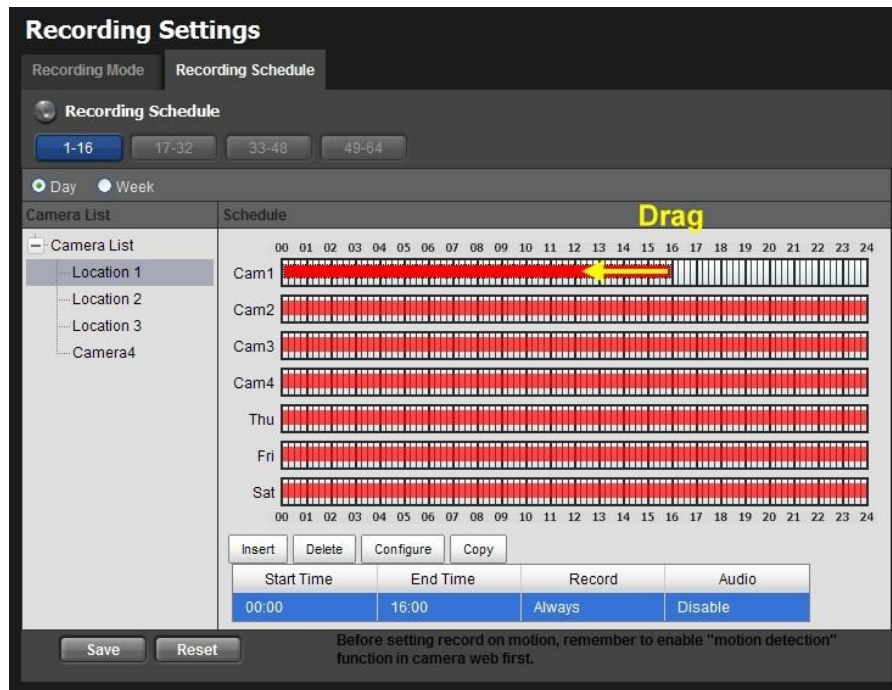 Recording Settings
Recording Mode Recording Schedule
Recording Schedule
1-16 17-32 33-48 49-64
Day Week
Camera List Schedule Drag
Camera List
Location 1
Location 2
Location 3
Camera4
00 01 02 03 04 05 06 07 08 09 10 11 12 13 14 15 16 17 18 19 20 21 22 23 24
Cam1
Cam2
Cam3
Cam4
Thu
Fri
Sat
00 01 02 03 04 05 06 07 08 09 10 11 12 13 14 15 16 17 18 19 20 21 22 23 24
Insert Delete Configure Copy
Start Time End Time Record Audio
00:00 16:00 Always Disable
Save Reset
Before setting record on motion, remember to enable "motion detection"
function in camera web first.